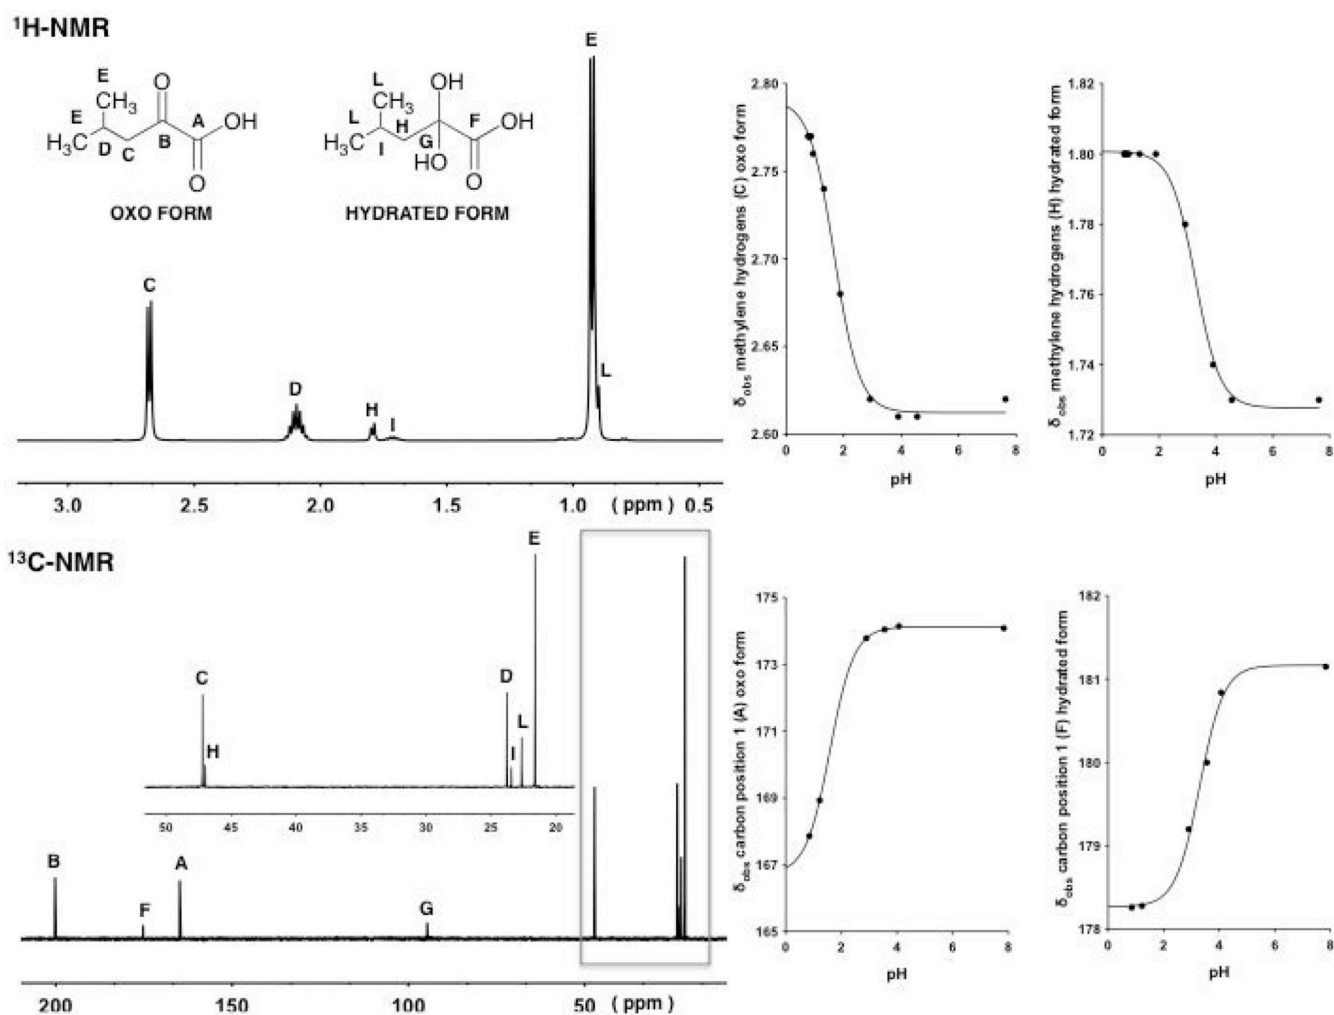 ¹H-NMR
E
O
E
CH₃
A
OH
E
H₃C
D
C
B
O
OXO FORM
L
OH
CH₃
F
L
H
OH
H₃C
I
G
HO
O
HYDRATED FORM
C
D
H
I
L
3.0
2.5
2.0
1.5
1.0
( ppm )
0.5
δobs methylene hydrogens (C) oxo form
2.80
2.75
2.70
2.65
2.60
0 2 4 6 8
pH
δobs methylene hydrogens (H) hydrated form
1.82
1.80
1.78
1.76
1.74
1.72
0 2 4 6 8
pH
¹³C-NMR
E
C
H
D
I
L
50 45 40 35 30 25 20
B
F
A
G
200 150 100 50 ( ppm )
δobs carbon position 1 (A) oxo form
175
173
171
169
167
165
0 2 4 6 8
pH
δobs carbon position 1 (F) hydrated form
182
181
180
179
178
0 2 4 6 8
pH